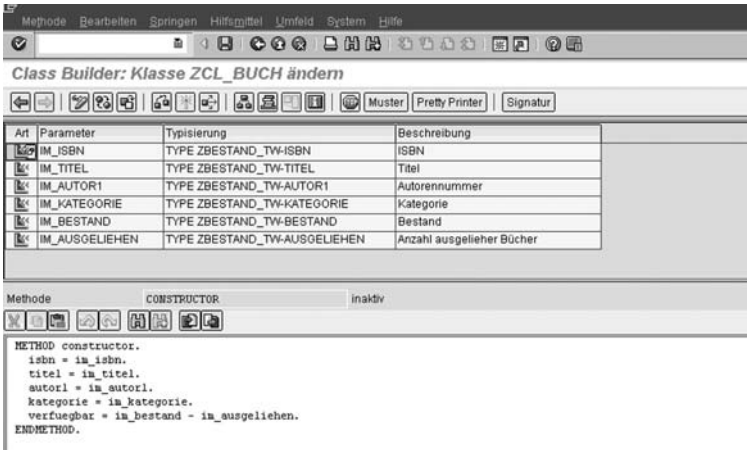 Methode Bearbeiten Springen Hilfsmittel Umfeld System Hilfe
Class Builder: Klasse ZCL_BUCH ändern
Muster Pretty Printer Signatur
Art Parameter Typisierung Beschreibung
IM_ISBN TYPE ZBESTAND_TW-ISBN ISBN
IM_TITEL TYPE ZBESTAND_TW-TITEL Titel
IM_AUTOR1 TYPE ZBESTAND_TW-AUTOR1 Autorennummer
IM_KATEGORIE TYPE ZBESTAND_TW-KATEGORIE Kategorie
IM_BESTAND TYPE ZBESTAND_TW-BESTAND Bestand
IM_AUSGELIEHEN TYPE ZBESTAND_TW-AUSGELIEHEN Anzahl ausgelieher Bücher
Methode CONSTRUCTOR inaktiv
METHOD constructor.
isbn = im_isbn.
titel = im_titel.
autor1 = im_autor1.
kategorie = im_kategorie.
verfuegbar = im_bestand - im_ausgeliehen.
ENDMETHOD.